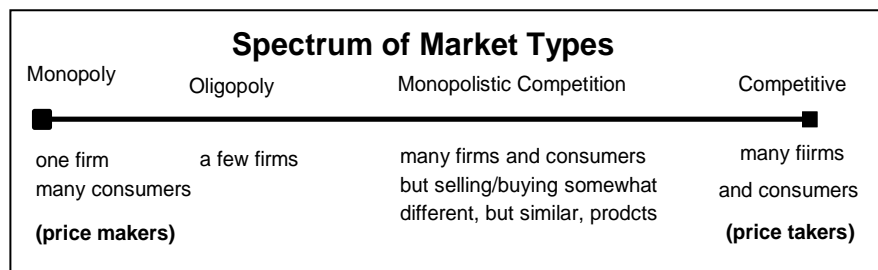 Spectrum of Market Types
Monopoly
Oligopoly
Monopolistic Competition
Competitive
one firm
many consumers
(price makers)
a few firms
many firms and consumers
but selling/buying somewhat
different, but similar, prodcts
many fiirms
and consumers
(price takers)